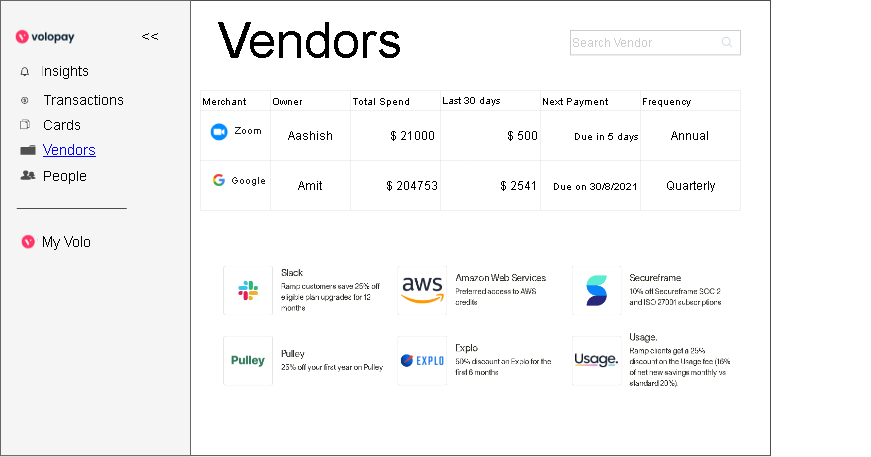 volopay
<<
Insights
Transactions
Cards
Vendors
People
My Volo
Vendors
Search Vendor
Merchant Owner Total Spend Last 30 days Next Payment Frequency
Zoom Aashish $ 21000 $ 500 Due in 5 days Annual
Google Amit $ 204753 $ 2541 Due on 30/8/2021 Quarterly
Slack
Ramp customers save 25% off
eligible plan upgrades for 12
months
aws
Amazon Web Services
Preferred access to AWS
credits
Secureframe
10% off Secureframe SOC 2
and ISO 27001 subscriptions
Pulley
Pulley
25% off your first year on Pulley
EXPLO
Explo
50% discount on Explo for the
first 6 months
Usage.
Usage.
Ramp clients get a 25%
discount on the Usage fee (15%
of net new savings monthly vs
standard 20%).